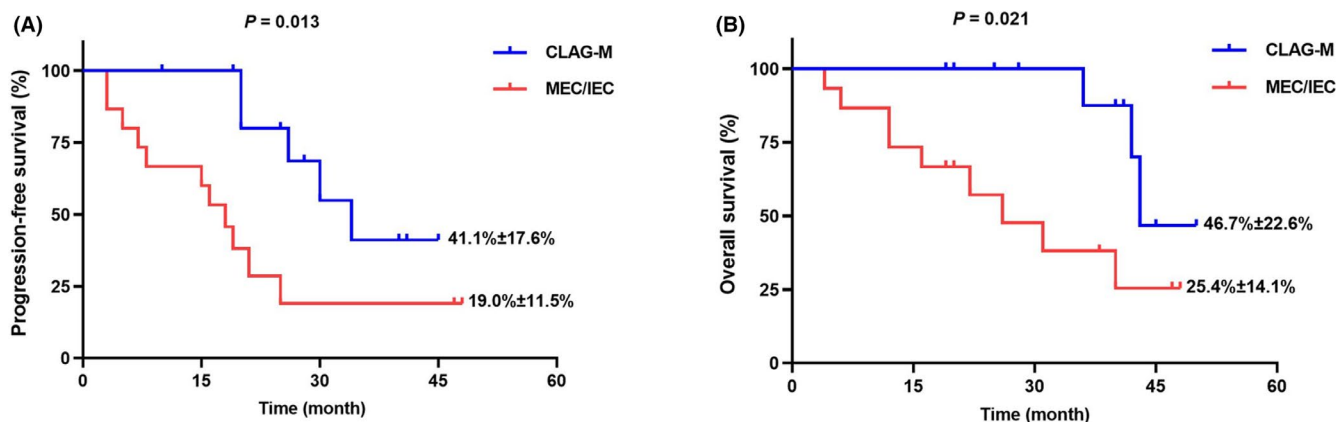 (A)
P = 0.013
CLAG-M
MEC/IEC
Progression-free survival (%)
100
75
50
25
0
41.1%±17.6%
19.0%±11.5%
0 15 30 45 60
Time (month)
(B)
P = 0.021
CLAG-M
MEC/IEC
Overall survival (%)
100
75
50
25
0
46.7%±22.6%
25.4%±14.1%
0 15 30 45 60
Time (month)